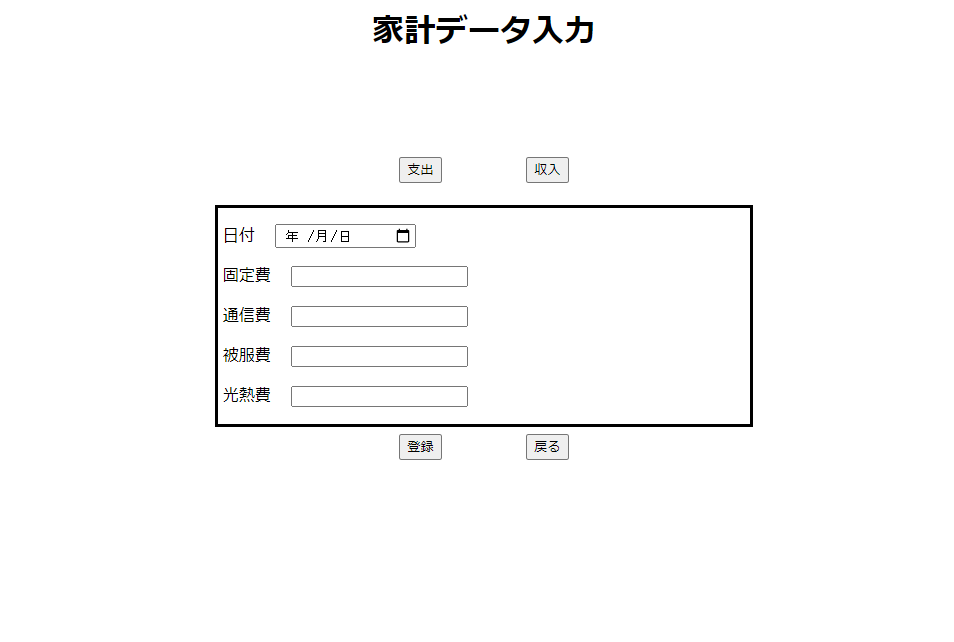 家計データ入力
支出 収入
日付 年 /月/日
固定費
通信費
被服費
光熱費
登録 戻る